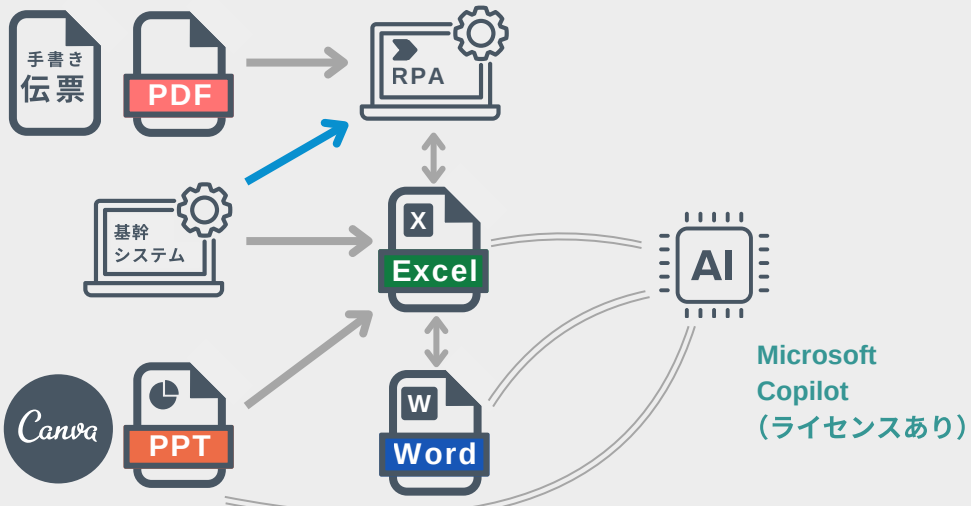 手書き
伝票
PDF
RPA
基幹
システム
X
Excel
AI
Microsoft
Copilot
（ライセンスあり）
Canva
PPT
W
Word